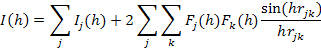 I(h) = ∑_j I_j(h) + 2 ∑_j ∑_k F_j(h)F_k(h) sin(hr_jk)/hr_jk